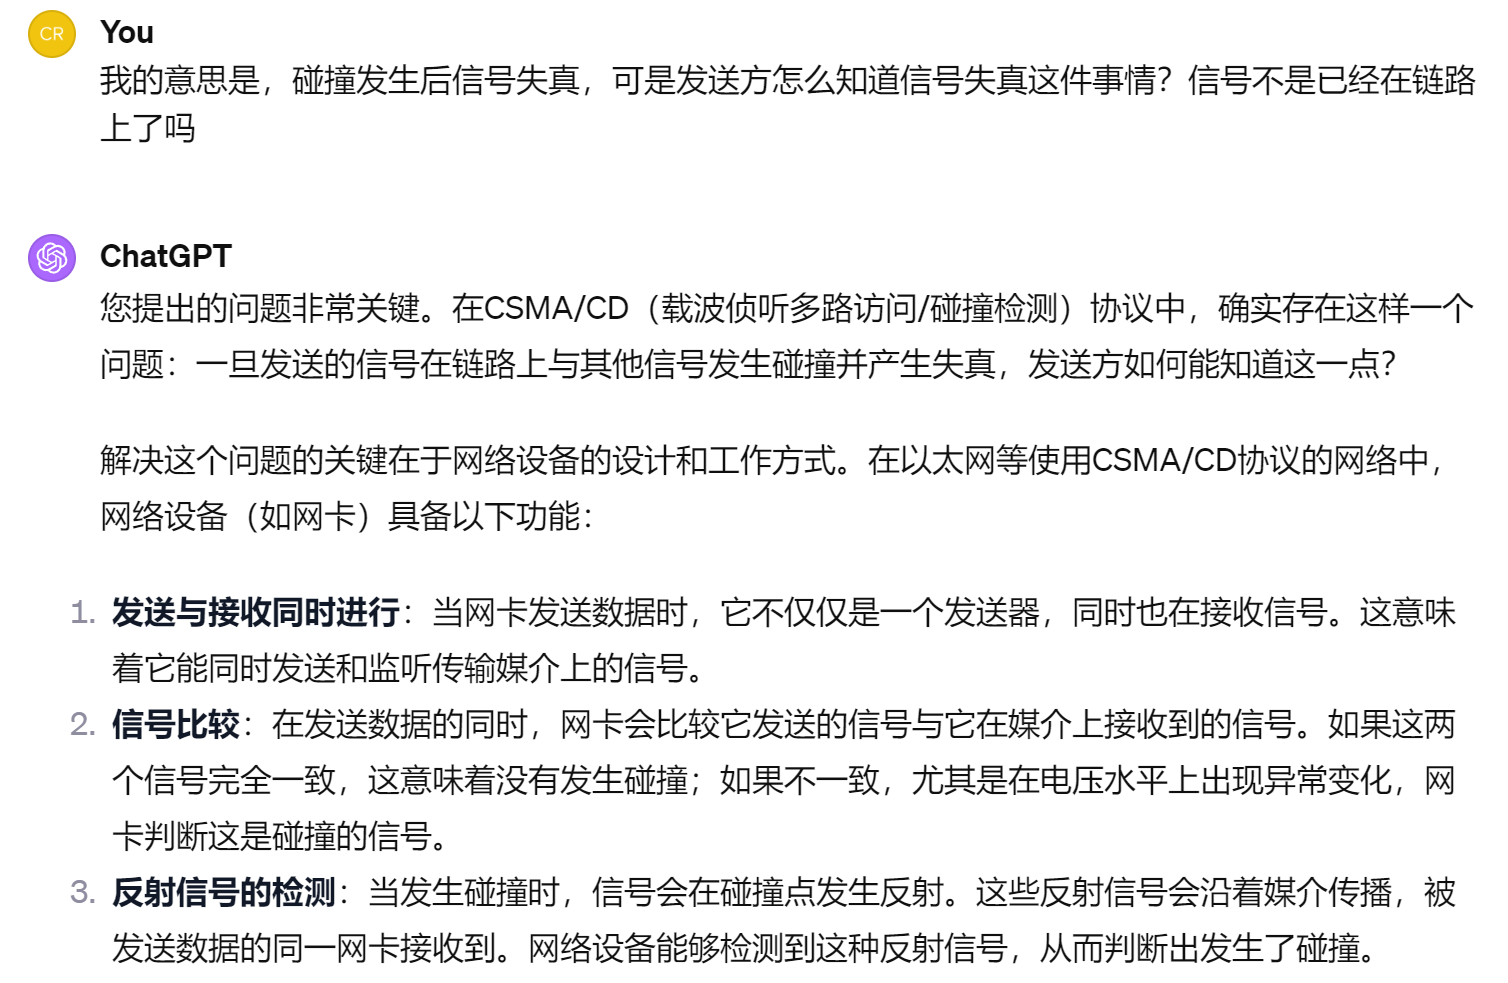 CR
You
我的意思是，碰撞发生后信号失真，可是发送方怎么知道信号失真这件事情？信号不是已经在链路
上了吗
ChatGPT
您提出的问题非常关键。在CSMA/CD（载波侦听多路访问/碰撞检测）协议中，确实存在这样一个
问题：一旦发送的信号在链路上与其他信号发生碰撞并产生失真，发送方如何能知道这一点？
解决这个问题的关键在于网络设备的设计和工作方式。在以太网等使用CSMA/CD协议的网络中，
网络设备（如网卡）具备以下功能：
1. 发送与接收同时进行：当网卡发送数据时，它不仅仅是一个发送器，同时也在接收信号。这意味
着它能同时发送和监听传输媒介上的信号。
2. 信号比较：在发送数据的同时，网卡会比较它发送的信号与它在媒介上接收到的信号。如果这两
个信号完全一致，这意味着没有发生碰撞；如果不一致，尤其是在电压水平上出现异常变化，网
卡判断这是碰撞的信号。
3. 反射信号的检测：当发生碰撞时，信号会在碰撞点发生反射。这些反射信号会沿着媒介传播，被
发送数据的同一网卡接收到。网络设备能够检测到这种反射信号，从而判断出发生了碰撞。